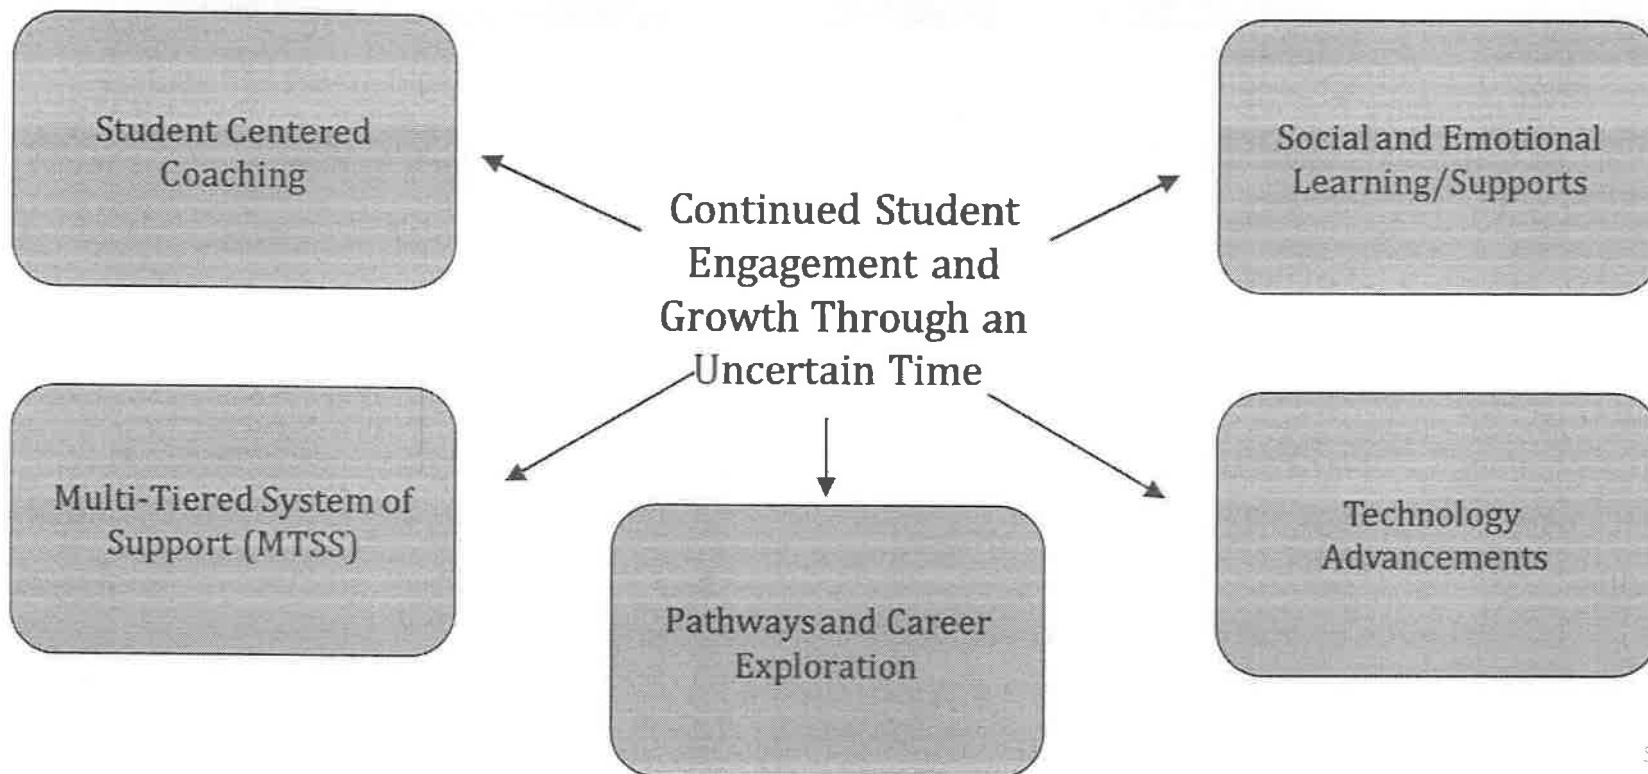 Student Centered
Coaching
Social and Emotional
Learning/Supports
Continued Student
Engagement and
Growth Through an
Uncertain Time
Multi-Tiered System of
Support (MTSS)
Technology
Advancements
Pathways and Career
Exploration